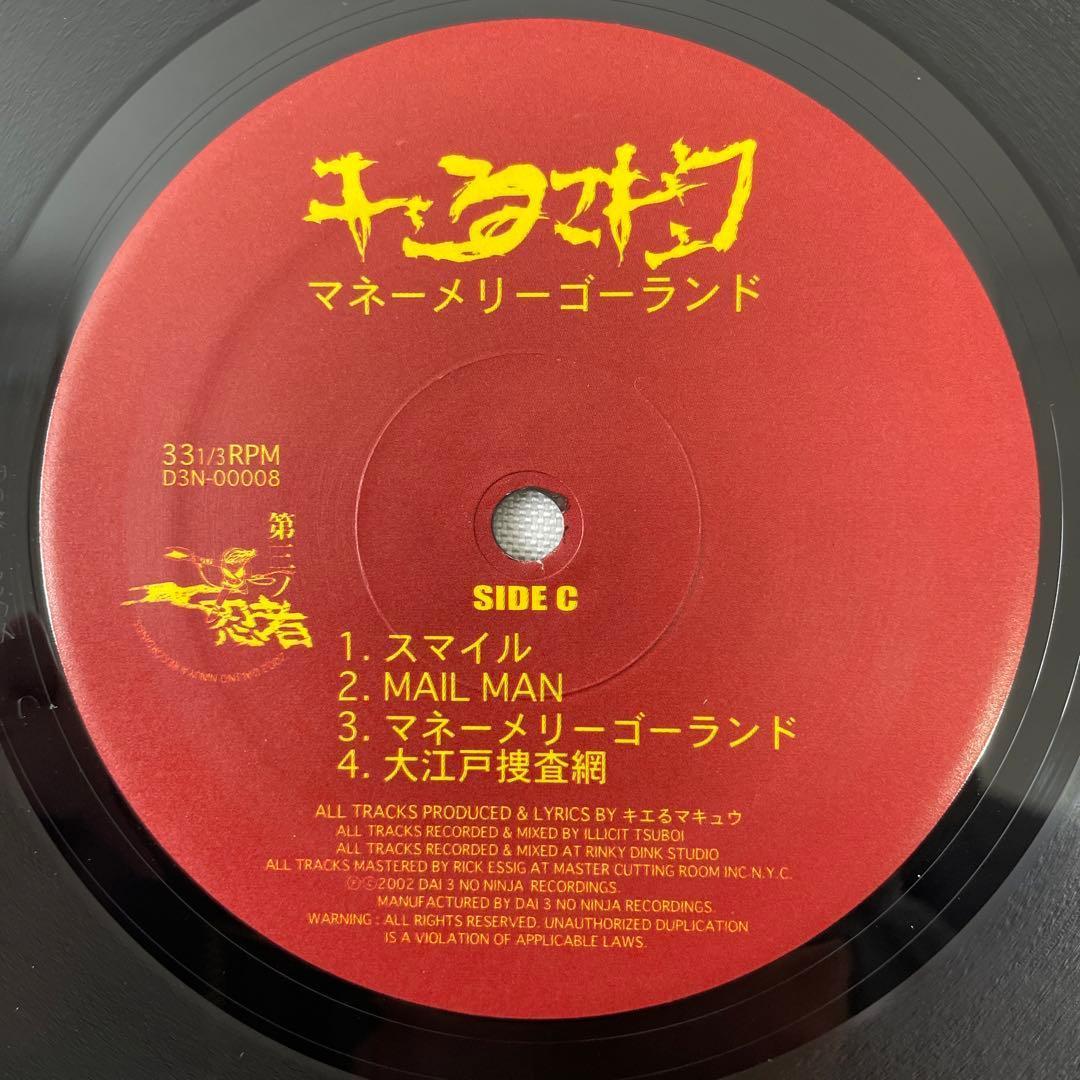 キエるマキュウ
マネーメリーゴーランド
33 1/3 RPM
D3N-00008
第三ノ
忍者
SIDE C
1. スマイル
2. MAIL MAN
3. マネーメリーゴーランド
4. 大江戸捜査網
ALL TRACKS PRODUCED & LYRICS BY キエるマキュウ
ALL TRACKS RECORDED & MIXED BY ILLICIT TSUBOI
ALL TRACKS RECORDED & MIXED AT RINKY DINK STUDIO
ALL TRACKS MASTERED BY RICK ESSIG AT MASTER CUTTING ROOM INC N.Y.C.
Ⓟ©2002 DAI 3 NO NINJA RECORDINGS.
MANUFACTURED BY DAI 3 NO NINJA RECORDINGS.
WARNING : ALL RIGHTS RESERVED. UNAUTHORIZED DUPLICATION
IS A VIOLATION OF APPLICABLE LAWS.